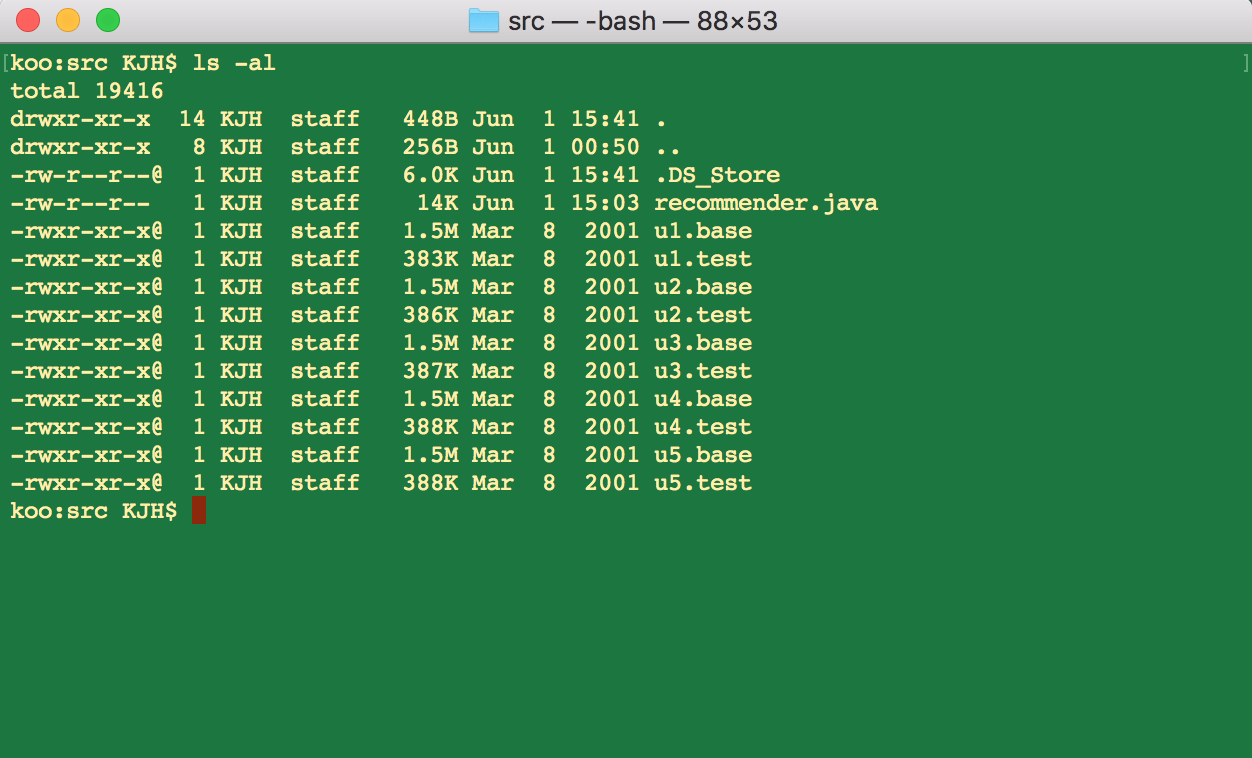 src — -bash — 88×53
[koo:src KJH$ ls -al ]
total 19416
drwxr-xr-x  14 KJH  staff   448B Jun  1 15:41 .
drwxr-xr-x   8 KJH  staff   256B Jun  1 00:50 ..
-rw-r--r--@  1 KJH  staff   6.0K Jun  1 15:41 .DS_Store
-rw-r--r--   1 KJH  staff    14K Jun  1 15:03 recommender.java
-rwxr-xr-x@  1 KJH  staff   1.5M Mar  8  2001 u1.base
-rwxr-xr-x@  1 KJH  staff   383K Mar  8  2001 u1.test
-rwxr-xr-x@  1 KJH  staff   1.5M Mar  8  2001 u2.base
-rwxr-xr-x@  1 KJH  staff   386K Mar  8  2001 u2.test
-rwxr-xr-x@  1 KJH  staff   1.5M Mar  8  2001 u3.base
-rwxr-xr-x@  1 KJH  staff   387K Mar  8  2001 u3.test
-rwxr-xr-x@  1 KJH  staff   1.5M Mar  8  2001 u4.base
-rwxr-xr-x@  1 KJH  staff   388K Mar  8  2001 u4.test
-rwxr-xr-x@  1 KJH  staff   1.5M Mar  8  2001 u5.base
-rwxr-xr-x@  1 KJH  staff   388K Mar  8  2001 u5.test
koo:src KJH$